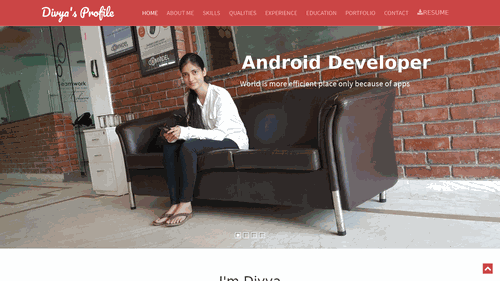 Divya's Profile
HOME ABOUT ME SKILLS QUALITIES EXPERIENCE EDUCATION PORTFOLIO CONTACT RESUME
Android Developer
World is more efficient place only because of apps
I'm Divya